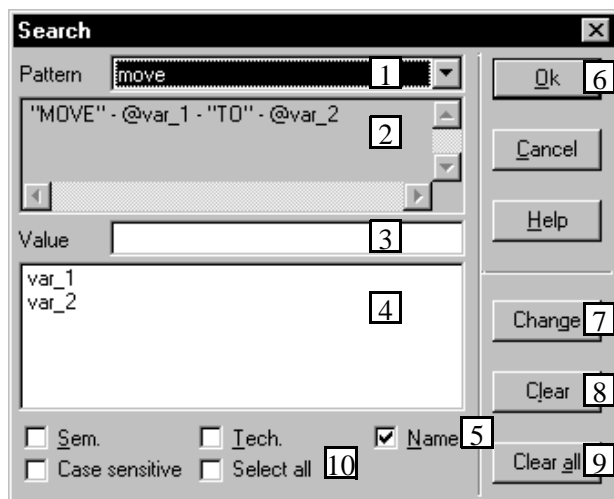 Search
Pattern move 1
Ok 6
"MOVE" - @var_1 - "TO" - @var_2
2
Cancel
Help
Value 3
var_1
var_2
4
Change 7
Clear 8
Sem. Tech. Name 5
Case sensitive Select all 10
Clear all 9